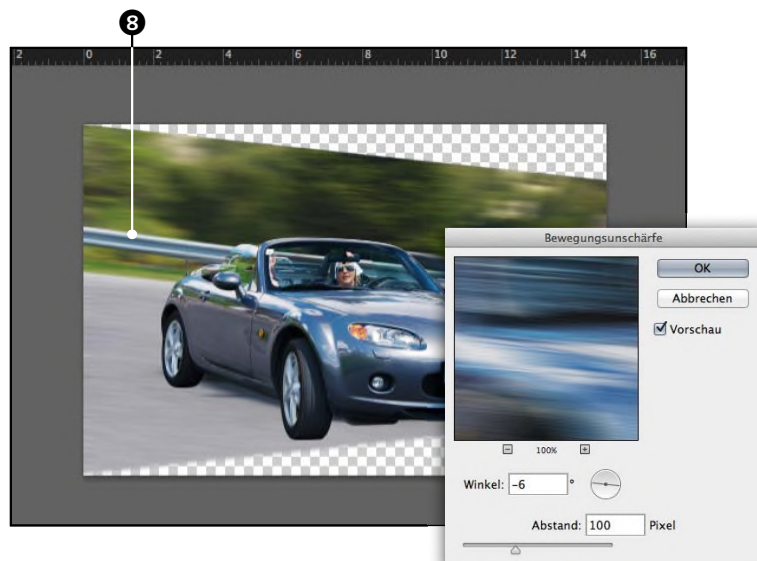 8
2 0 2 4 6 8 10 12 14 16
Bewegungsunschärfe
OK
Abbrechen
Vorschau
100%
Winkel: -6 °
Abstand: 100 Pixel